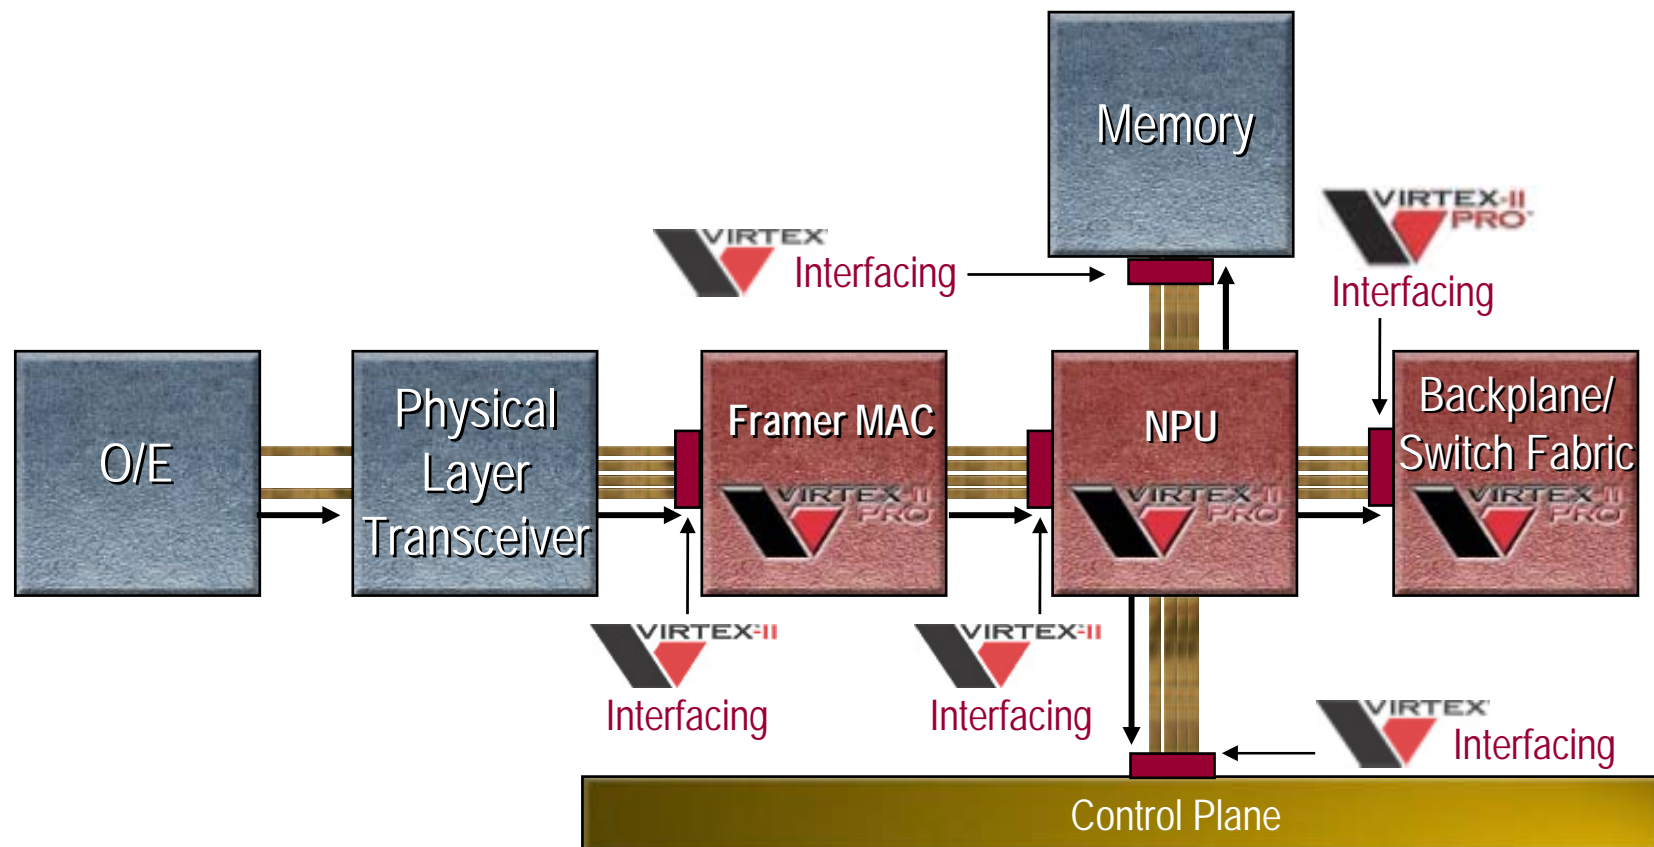 Memory
VIRTEX-II
PRO™
VIRTEX
Interfacing
Interfacing
O/E
Physical
Layer
Transceiver
Framer MAC
VIRTEX-II
PRO
NPU
VIRTEX-II
PRO
Backplane/
Switch Fabric
VIRTEX-II
PRO
VIRTEX-II
Interfacing
VIRTEX-II
Interfacing
VIRTEX
Interfacing
Control Plane